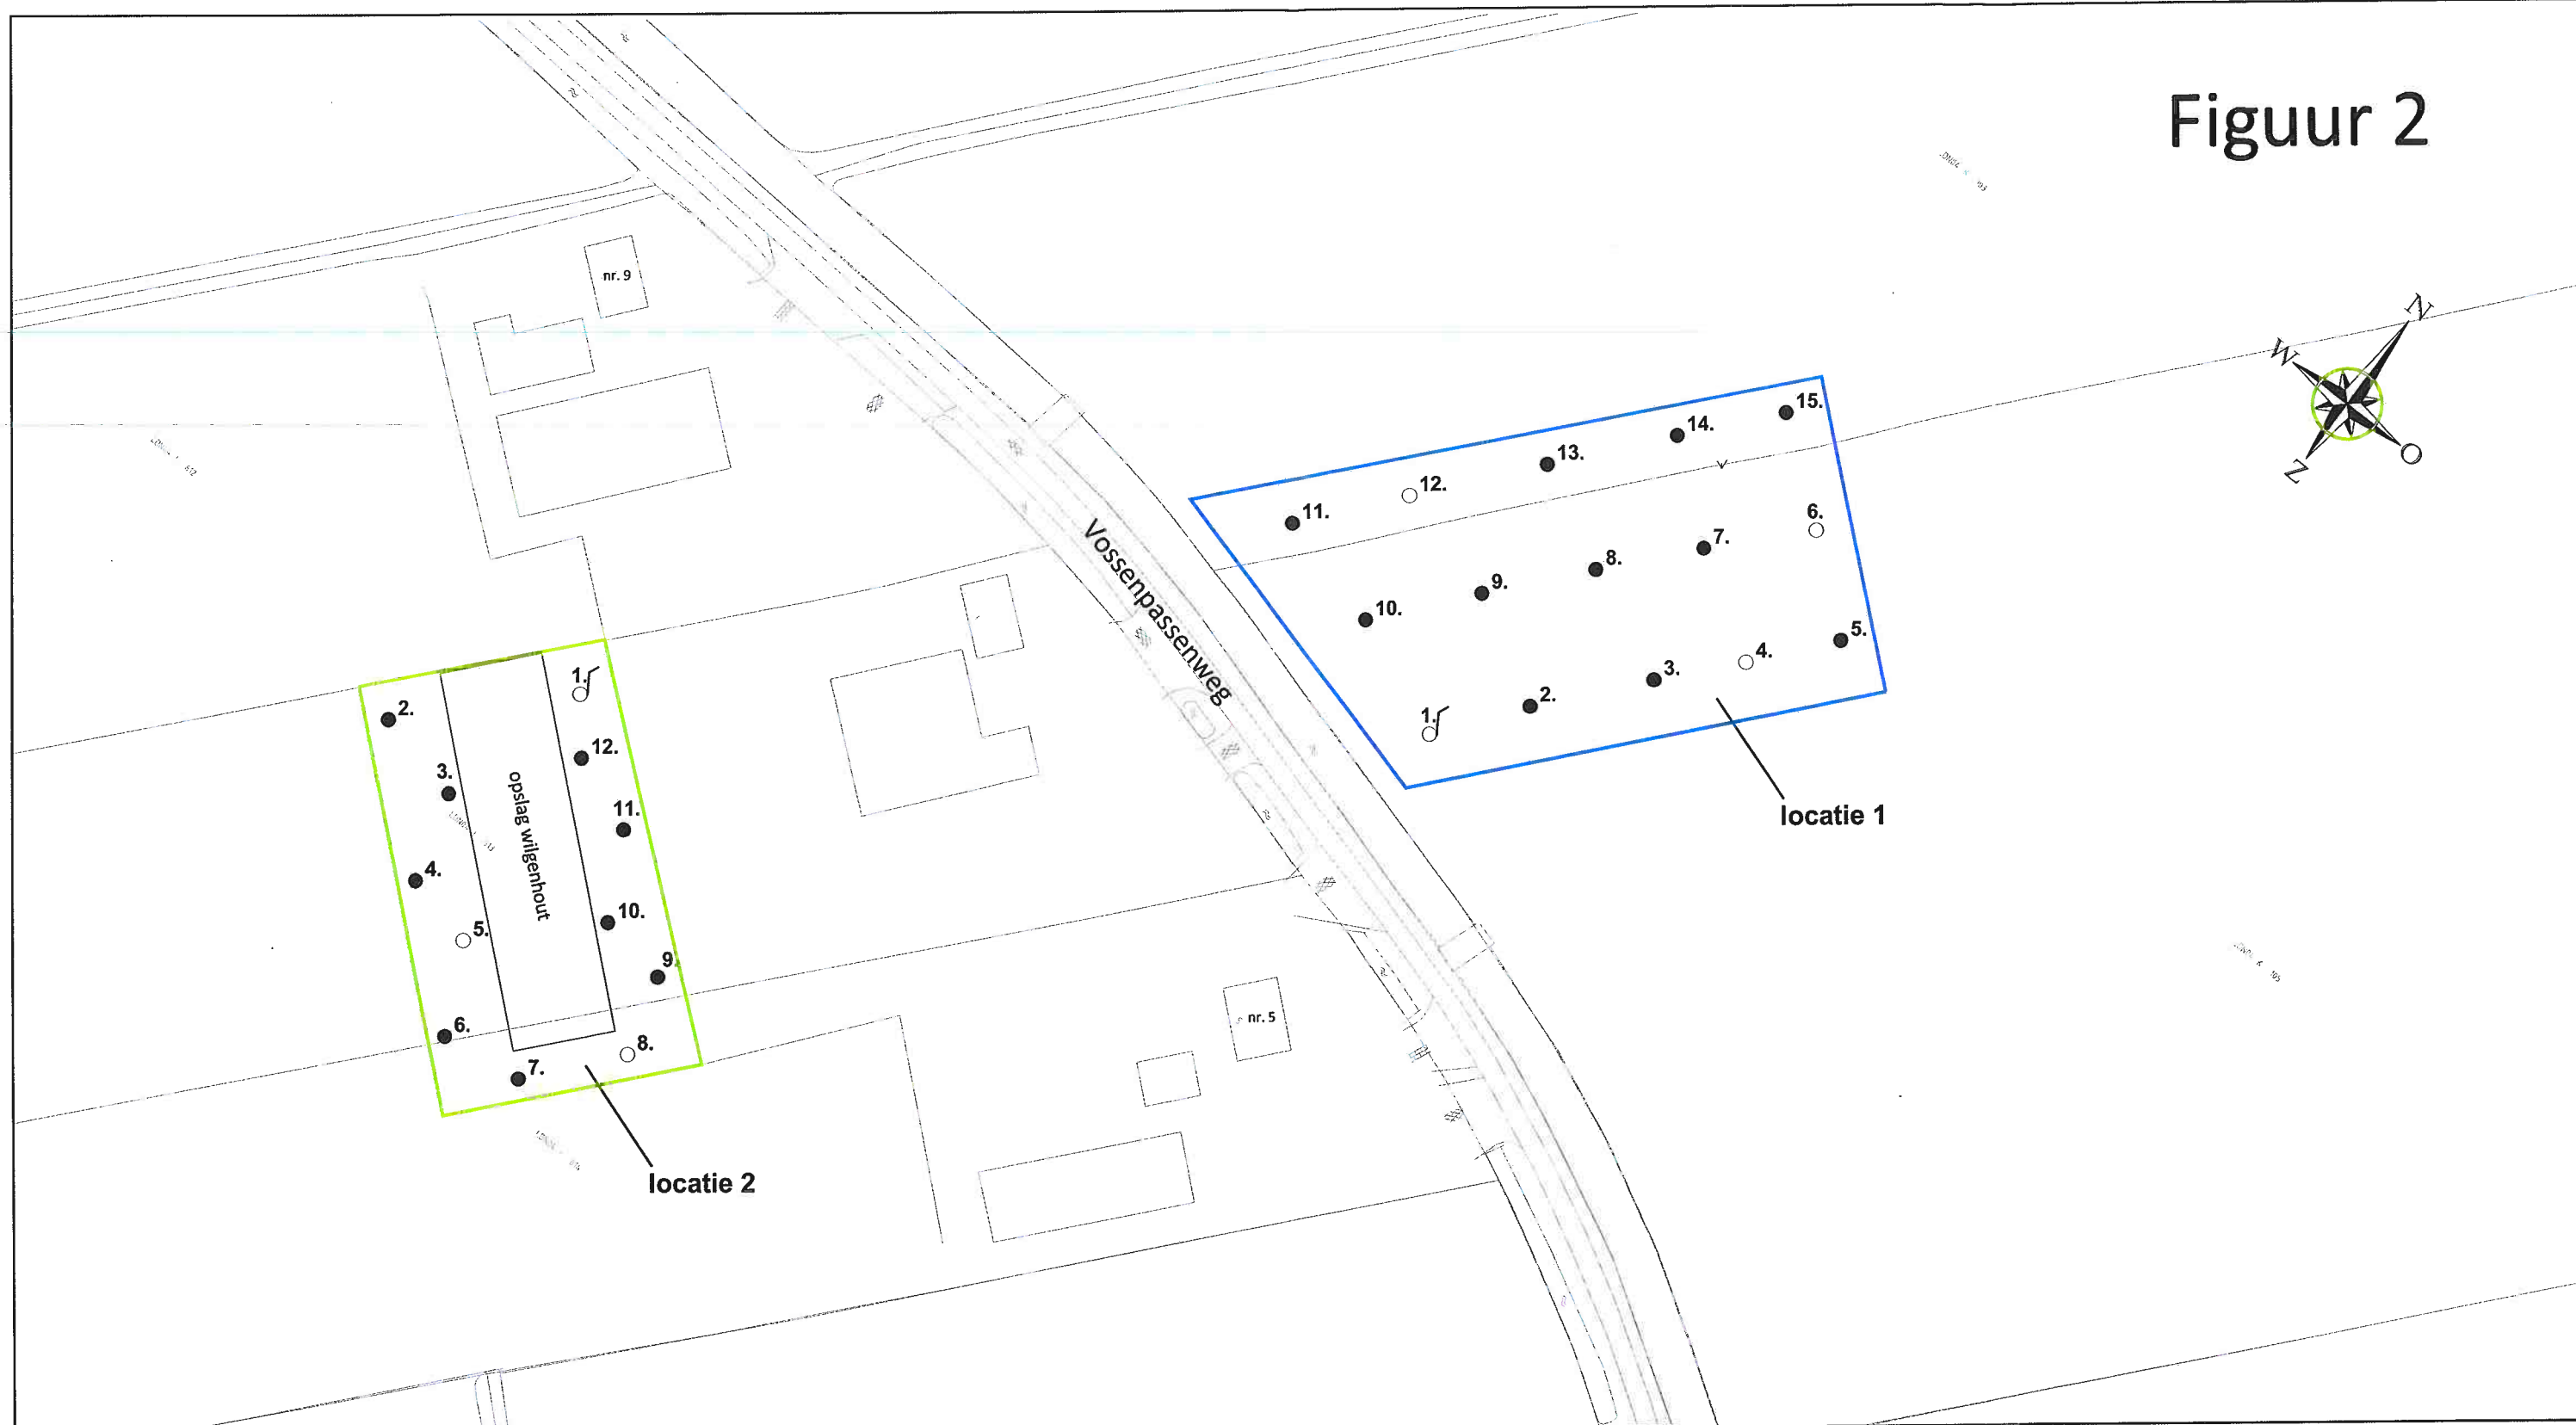 Figuur 2
nr. 9
N
W
O
Z
Vossenpassenweg
15.
14.
13.
12.
11.
6.
7.
8.
9.
10.
5.
4.
3.
2.
1.
locatie 1
1.
2.
12.
3.
11.
opslag wilgenhout
4.
10.
5.
9.
6.
8.
7.
locatie 2
nr. 5